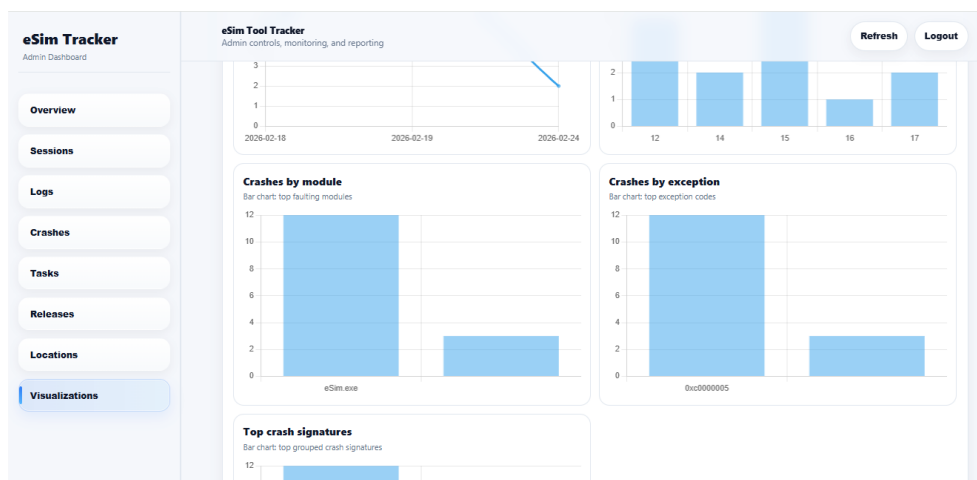 eSim Tracker
Admin Dashboard
Overview
Sessions
Logs
Crashes
Tasks
Releases
Locations
Visualizations
eSim Tool Tracker
Admin controls, monitoring, and reporting
Refresh
Logout
3
2
1
0
2026-02-18 2026-02-19 2026-02-24
2
1
0
12 14 15 16 17
Crashes by module
Bar chart: top faulting modules
12
10
8
6
4
2
0
eSim.exe
Crashes by exception
Bar chart: top exception codes
12
10
8
6
4
2
0
0xc0000005
Top crash signatures
Bar chart: top grouped crash signatures
12